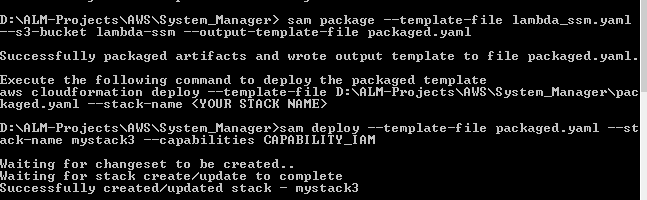 D:\ALM-Projects\AWS\System_Manager> sam package --template-file lambda_ssm.yaml
--s3-bucket lambda-ssm --output-template-file packaged.yaml
Successfully packaged artifacts and wrote output template to file packaged.yaml.
Execute the following command to deploy the packaged template
aws cloudformation deploy --template-file D:\ALM-Projects\AWS\System_Manager\pac
kaged.yaml --stack-name <YOUR STACK NAME>
D:\ALM-Projects\AWS\System_Manager>sam deploy --template-file packaged.yaml --st
ack-name mystack3 --capabilities CAPABILITY_IAM
Waiting for changeset to be created..
Waiting for stack create/update to complete
Successfully created/updated stack - mystack3